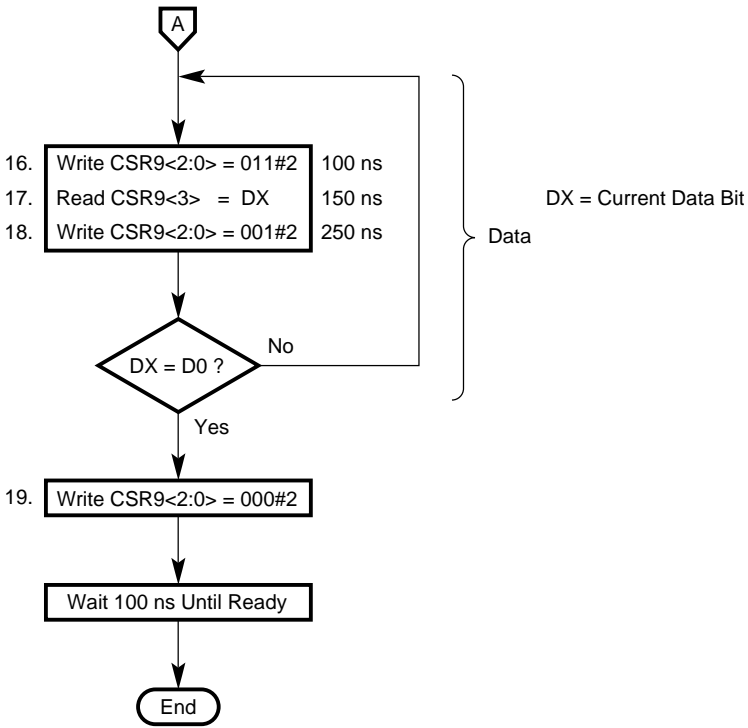 A
16. Write CSR9<2:0> = 011#2 100 ns
17. Read CSR9<3> = DX 150 ns
DX = Current Data Bit
18. Write CSR9<2:0> = 001#2 250 ns
Data
DX = D0 ?
No
Yes
19. Write CSR9<2:0> = 000#2
Wait 100 ns Until Ready
End